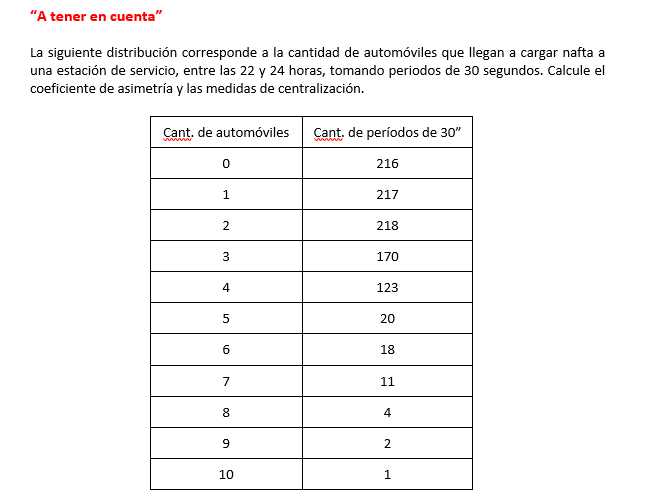 “A tener en cuenta”
La siguiente distribución corresponde a la cantidad de automóviles que llegan a cargar nafta a
una estación de servicio, entre las 22 y 24 horas, tomando periodos de 30 segundos. Calcule el
coeficiente de asimetría y las medidas de centralización.
Cant. de automóviles Cant. de períodos de 30”
0 216
1 217
2 218
3 170
4 123
5 20
6 18
7 11
8 4
9 2
10 1